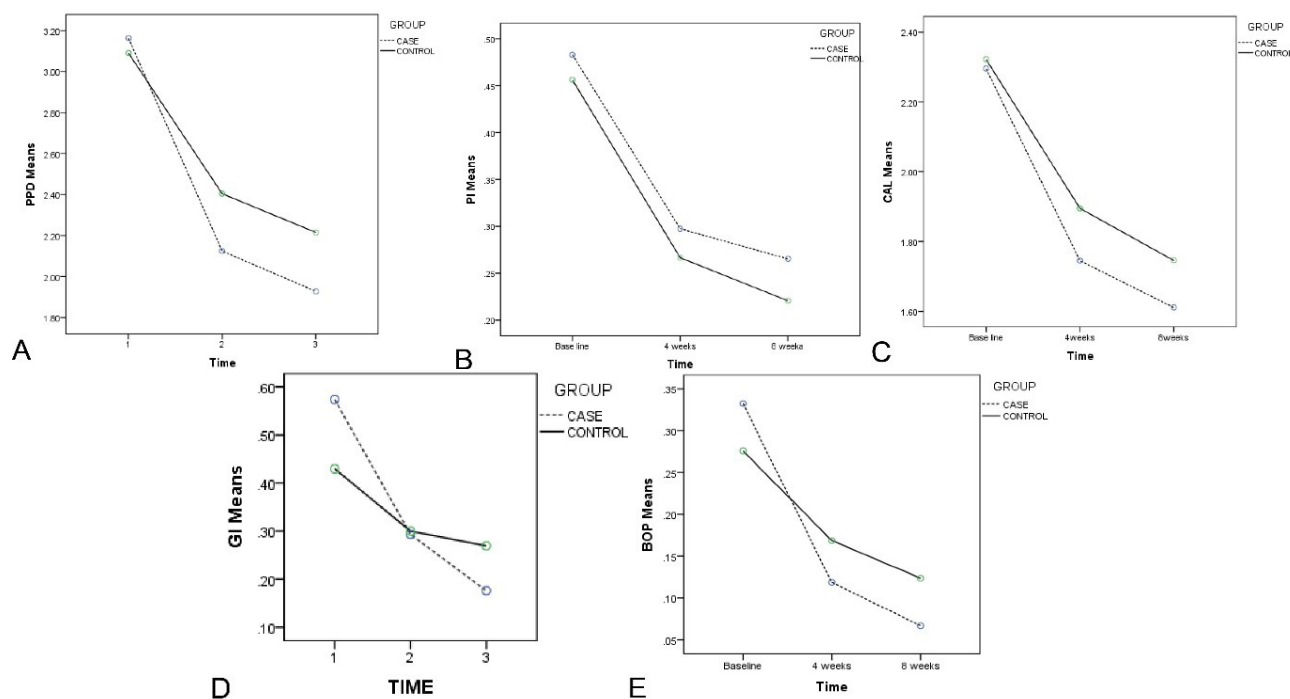 GROUP
CASE
CONTROL
3.20
3.00
2.80
2.60
2.40
2.20
2.00
1.80
PPD Means
1
2
3
Time
A
GROUP
CASE
CONTROL
.50
.45
.40
.35
.30
.25
.20
PI Means
Base line
4 weeks
8 weeks
Time
B
GROUP
CASE
CONTROL
2.40
2.20
2.00
1.80
1.60
CAL Means
Baseline
4weeks
8weeks
Time
C
GROUP
CASE
CONTROL
.60
.50
.40
.30
.20
.10
GI Means
1
2
3
TIME
D
GROUP
CASE
CONTROL
.35
.30
.25
.20
.15
.10
.05
BOP Means
Baseline
4 weeks
8 weeks
Time
E